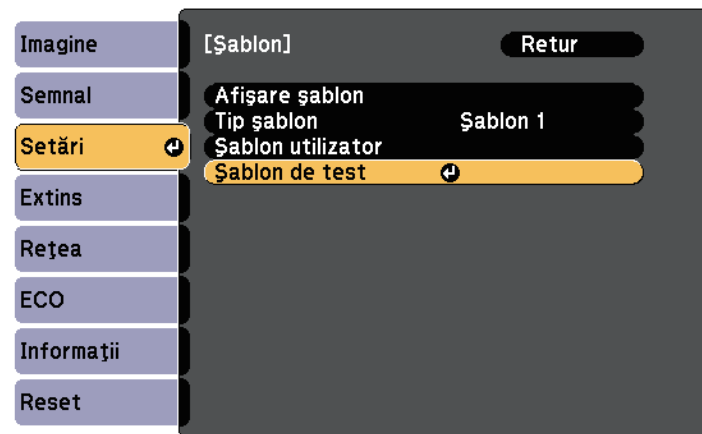 Imagine
Semnal
Setări
Extins
Reţea
ECO
Informaţii
Reset
[Şablon] Retur
Afişare şablon
Tip şablon Şablon 1
Şablon utilizator
Şablon de test